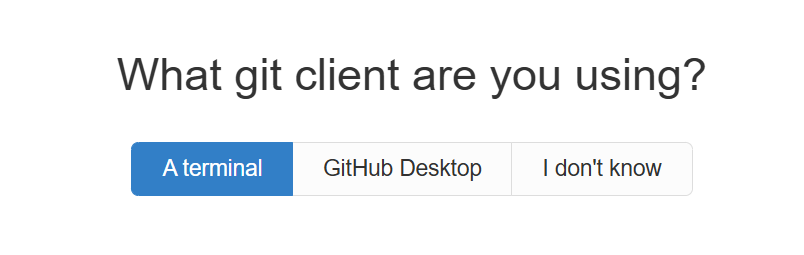 What git client are you using?
A terminal
GitHub Desktop
I don't know